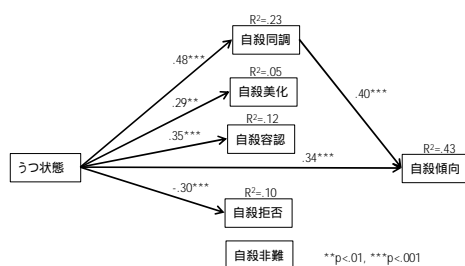 R²=.23
自殺同調
.48***
R²=.05
.29**
自殺美化
.40***
R²=.12
.35***
自殺容認
R²=.43
うつ状態
.34***
自殺傾向
-.30***
R²=.10
自殺拒否
自殺非難
**p<.01, ***p<.001